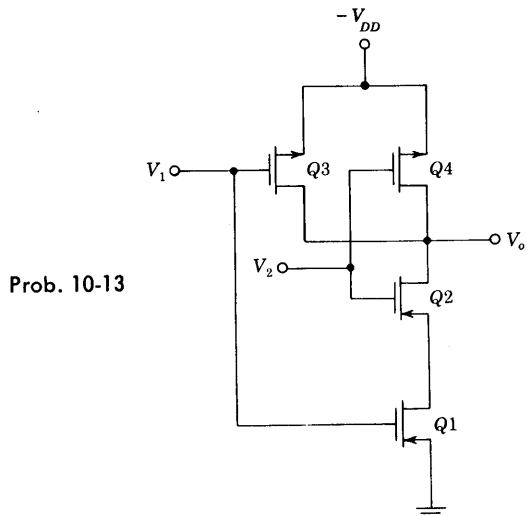 −V_DD
V_1
Q3
Q4
V_o
V_2
Q2
Prob. 10-13
Q1